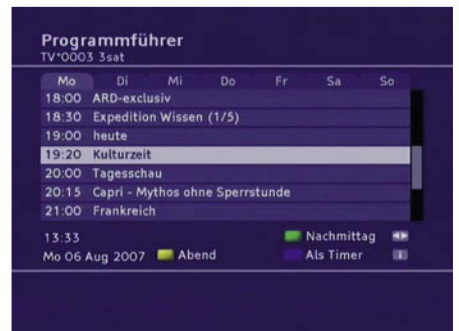 Programmführer
TV*0003 3sat
Mo Di Mi Do Fr Sa So
18:00 ARD-exclusiv
18:30 Expedition Wissen (1/5)
19:00 heute
19:20 Kulturzeit
20:00 Tagesschau
20:15 Capri - Mythos ohne Sperrstunde
21:00 Frankreich
13:33 Nachmittag
Mo 06 Aug 2007 Abend Als Timer i